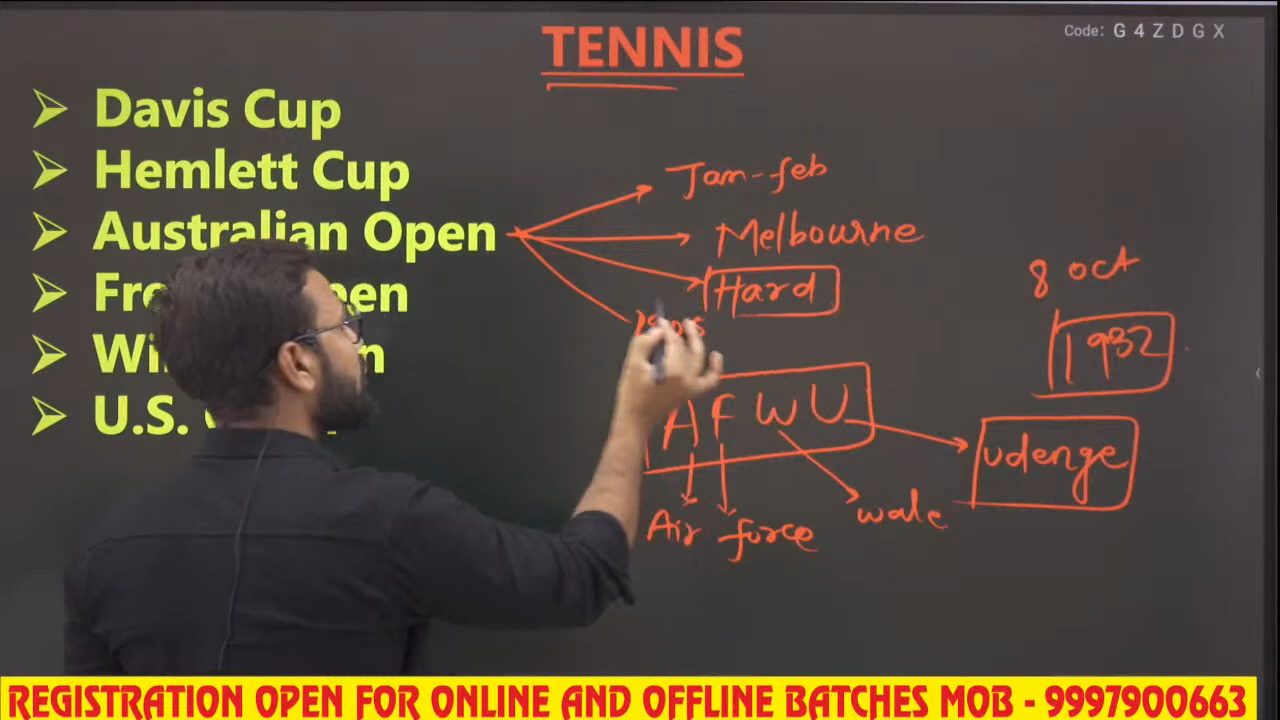 TENNIS
Code: G 4 Z D G X
Davis Cup
Hemlett Cup
Australian Open
U.S.
Jan-feb
Melbourne
Hard
1905
8 oct
1932
A F W U
Air force
wale
udenge
REGISTRATION OPEN FOR ONLINE AND OFFLINE BATCHES MOB - 9997900663